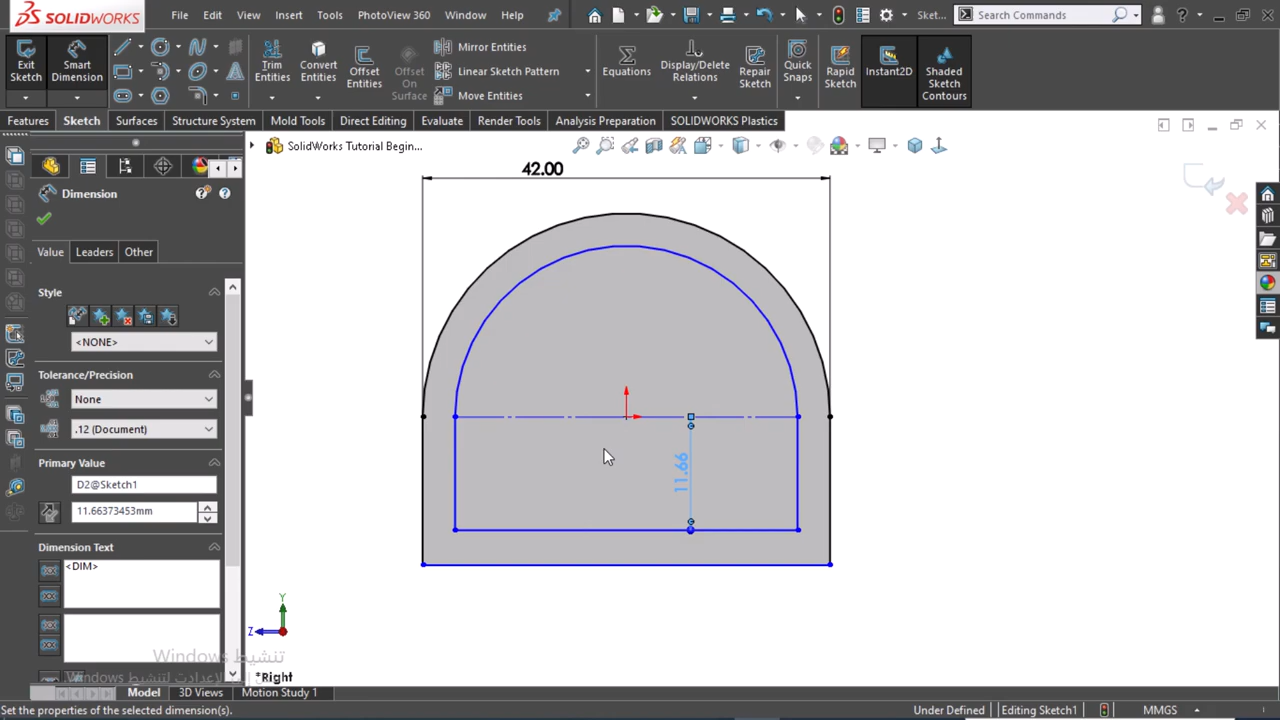 SOLIDWORKS File Edit View Insert Tools PhotoView 360 Window Help Sket... Search Commands
Exit Sketch Smart Dimension Trim Entities Convert Entities Offset Entities Offset On Surface Mirror Entities Linear Sketch Pattern Move Entities Equations Display/Delete Relations Repair Sketch Quick Snaps Rapid Sketch Instant2D Shaded Sketch Contours
Features Sketch Surfaces Structure System Mold Tools Direct Editing Evaluate Render Tools Analysis Preparation SOLIDWORKS Plastics
SolidWorks Tutorial Begin...
Dimension
Value Leaders Other
Style
<NONE>
Tolerance/Precision
None
.12 (Document)
Primary Value
D2@Sketch1
11.66373453mm
Dimension Text
<DIM>
42.00
11.66
Y
Z
تنشيط Windows
*Right
Model 3D Views Motion Study 1
Set the properties of the selected dimension(s). Under Defined Editing Sketch1 MMGS